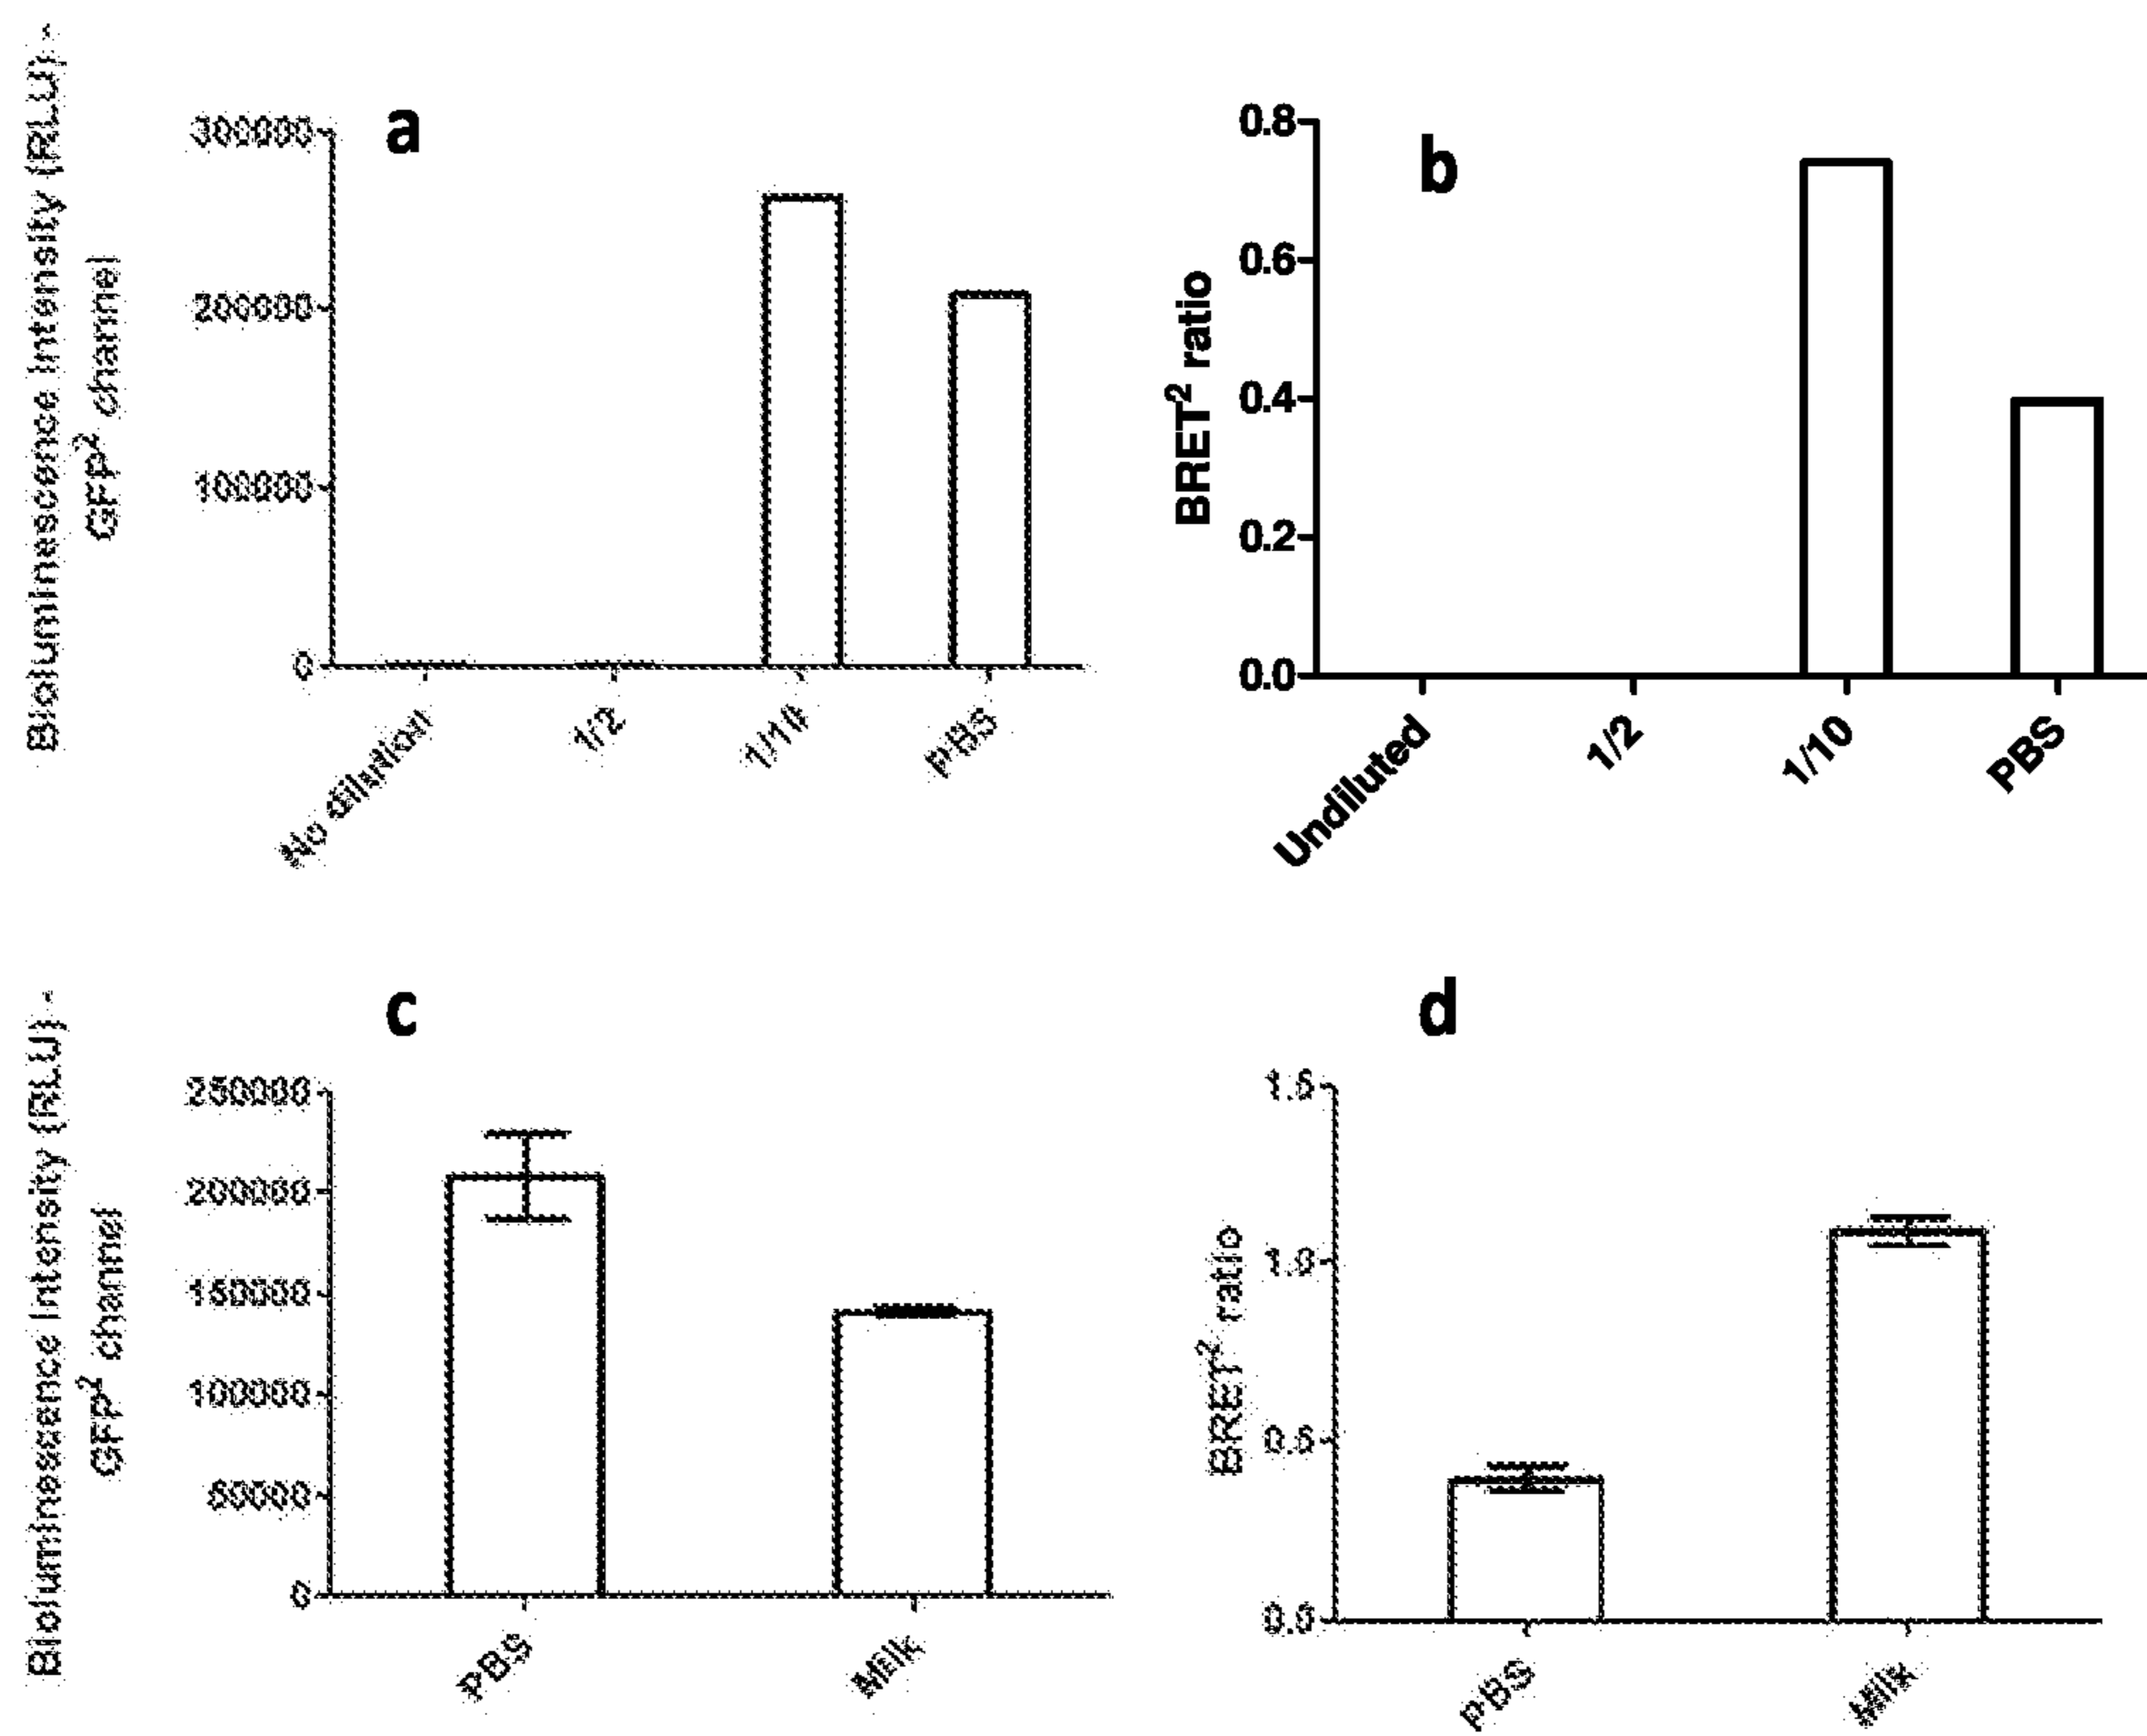 a
Bioluminescence Intensity (RLU) -
GFP² channel
300000
200000
100000
0
No dilution
1/2
1/10
PBS
b
BRET² ratio
0.8
0.6
0.4
0.2
0.0
Undiluted
1/2
1/10
PBS
c
Bioluminescence Intensity (RLU) -
GFP² channel
250000
200000
150000
100000
50000
0
PBS
Milk
d
BRET² ratio
1.5
1.0
0.5
0.0
PBS
Milk